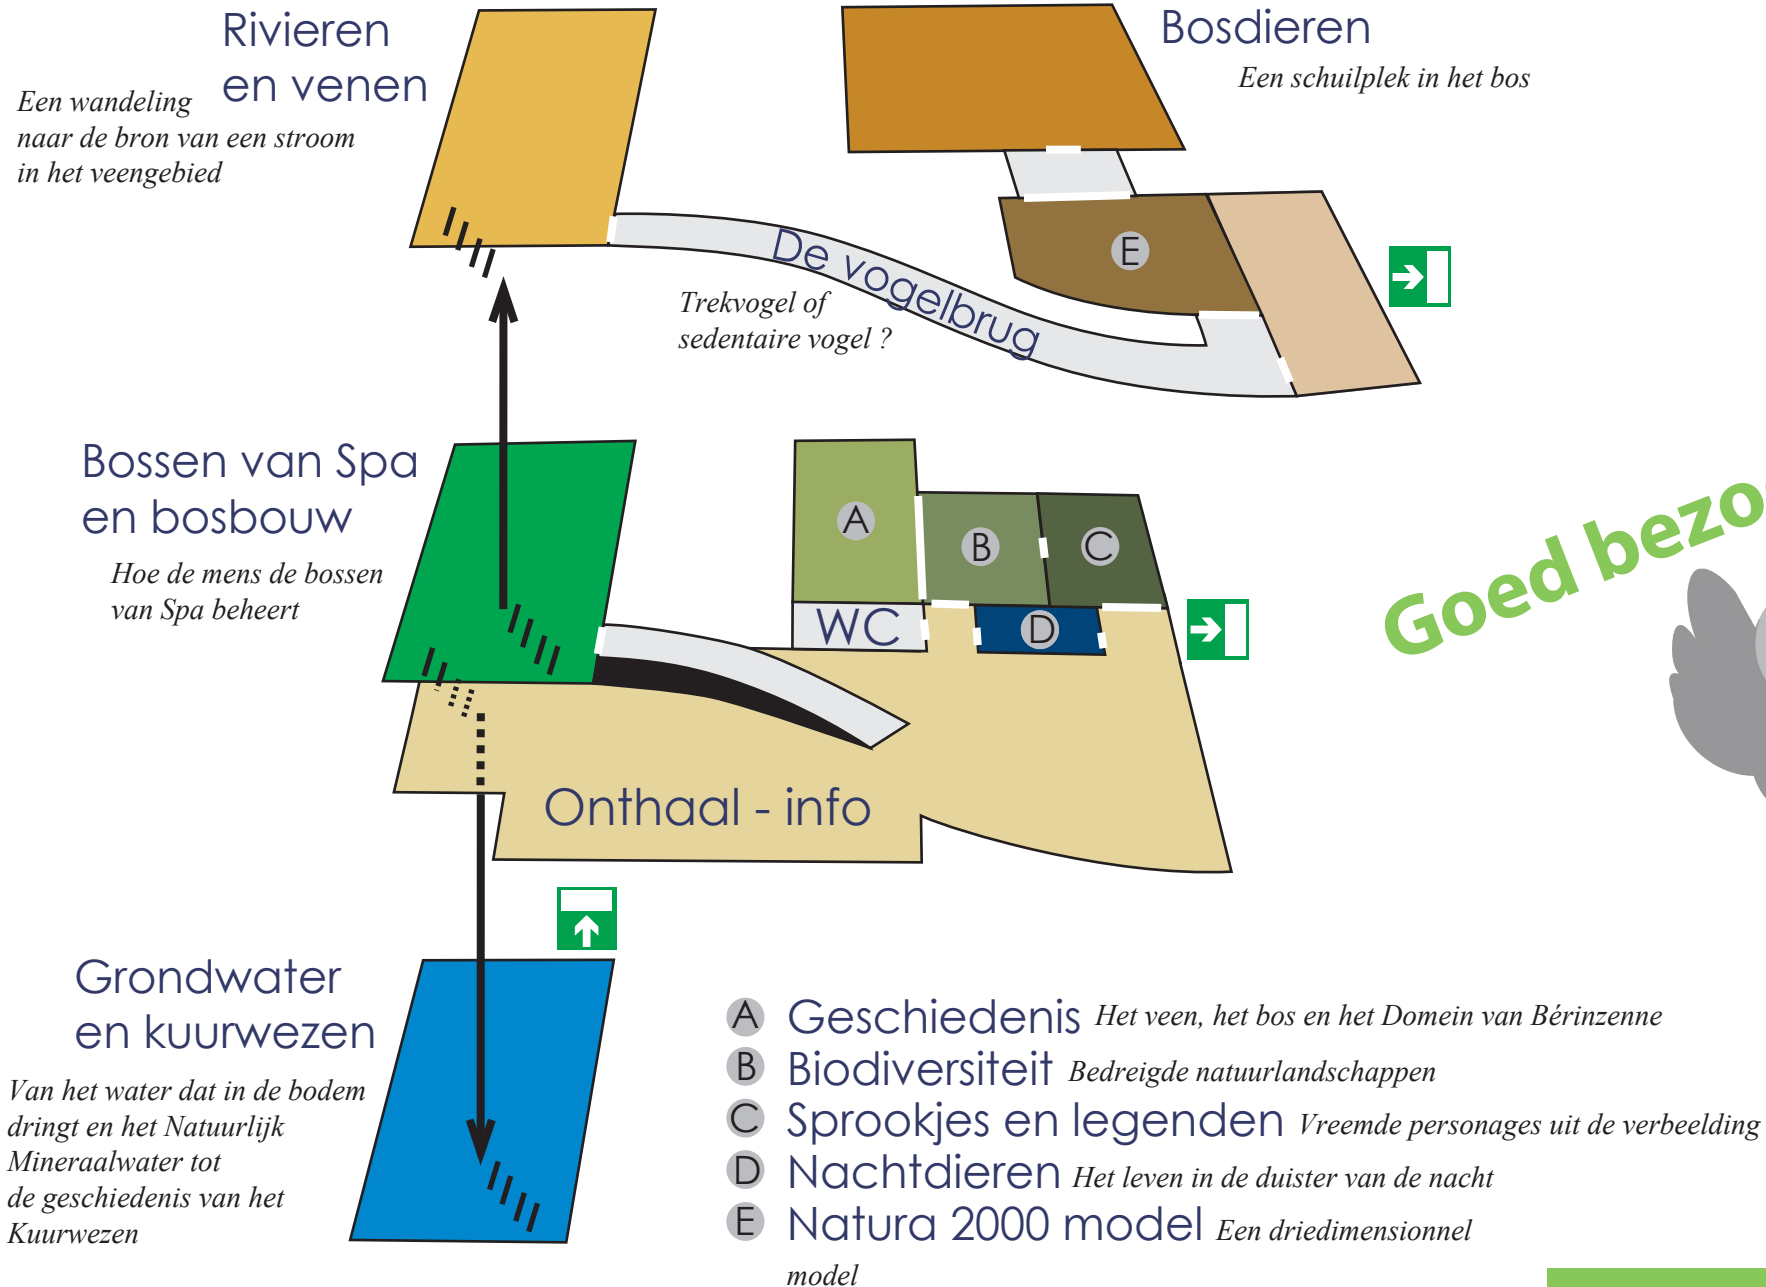 Rivieren
en venen
Een wandeling
naar de bron van een stroom
in het veengebied
Bosdieren
Een schuilplek in het bos
E
De vogelbrug
Trekvogel of
sedentaire vogel ?
Bossen van Spa
en bosbouw
Hoe de mens de bossen
van Spa beheert
A
B
C
WC
D
Goed bezo
Onthaal - info
Grondwater
en kuurwezen
Van het water dat in de bodem
dringt en het Natuurlijk
Mineraalwater tot
de geschiedenis van het
Kuurwezen
A Geschiedenis Het veen, het bos en het Domein van Bérinzenne
B Biodiversiteit Bedreigde natuurlandschappen
C Sprookjes en legenden Vreemde personages uit de verbeelding
D Nachtdieren Het leven in de duister van de nacht
E Natura 2000 model Een driedimensionnel
model